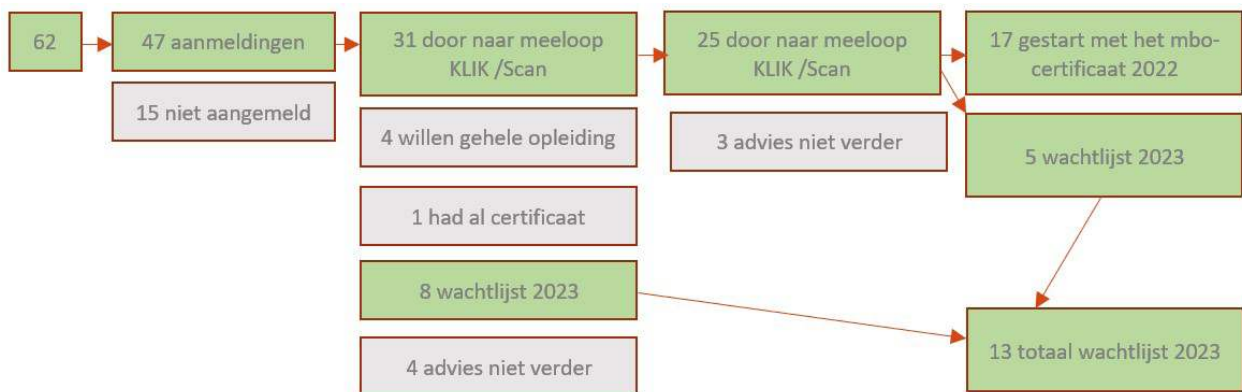 62
47 aanmeldingen
15 niet aangemeld
31 door naar meeloop
KLIK /Scan
4 willen gehele opleiding
1 had al certificaat
8 wachtlijst 2023
4 advies niet verder
25 door naar meeloop
KLIK /Scan
3 advies niet verder
17 gestart met het mbo-
certificaat 2022
5 wachtlijst 2023
13 totaal wachtlijst 2023